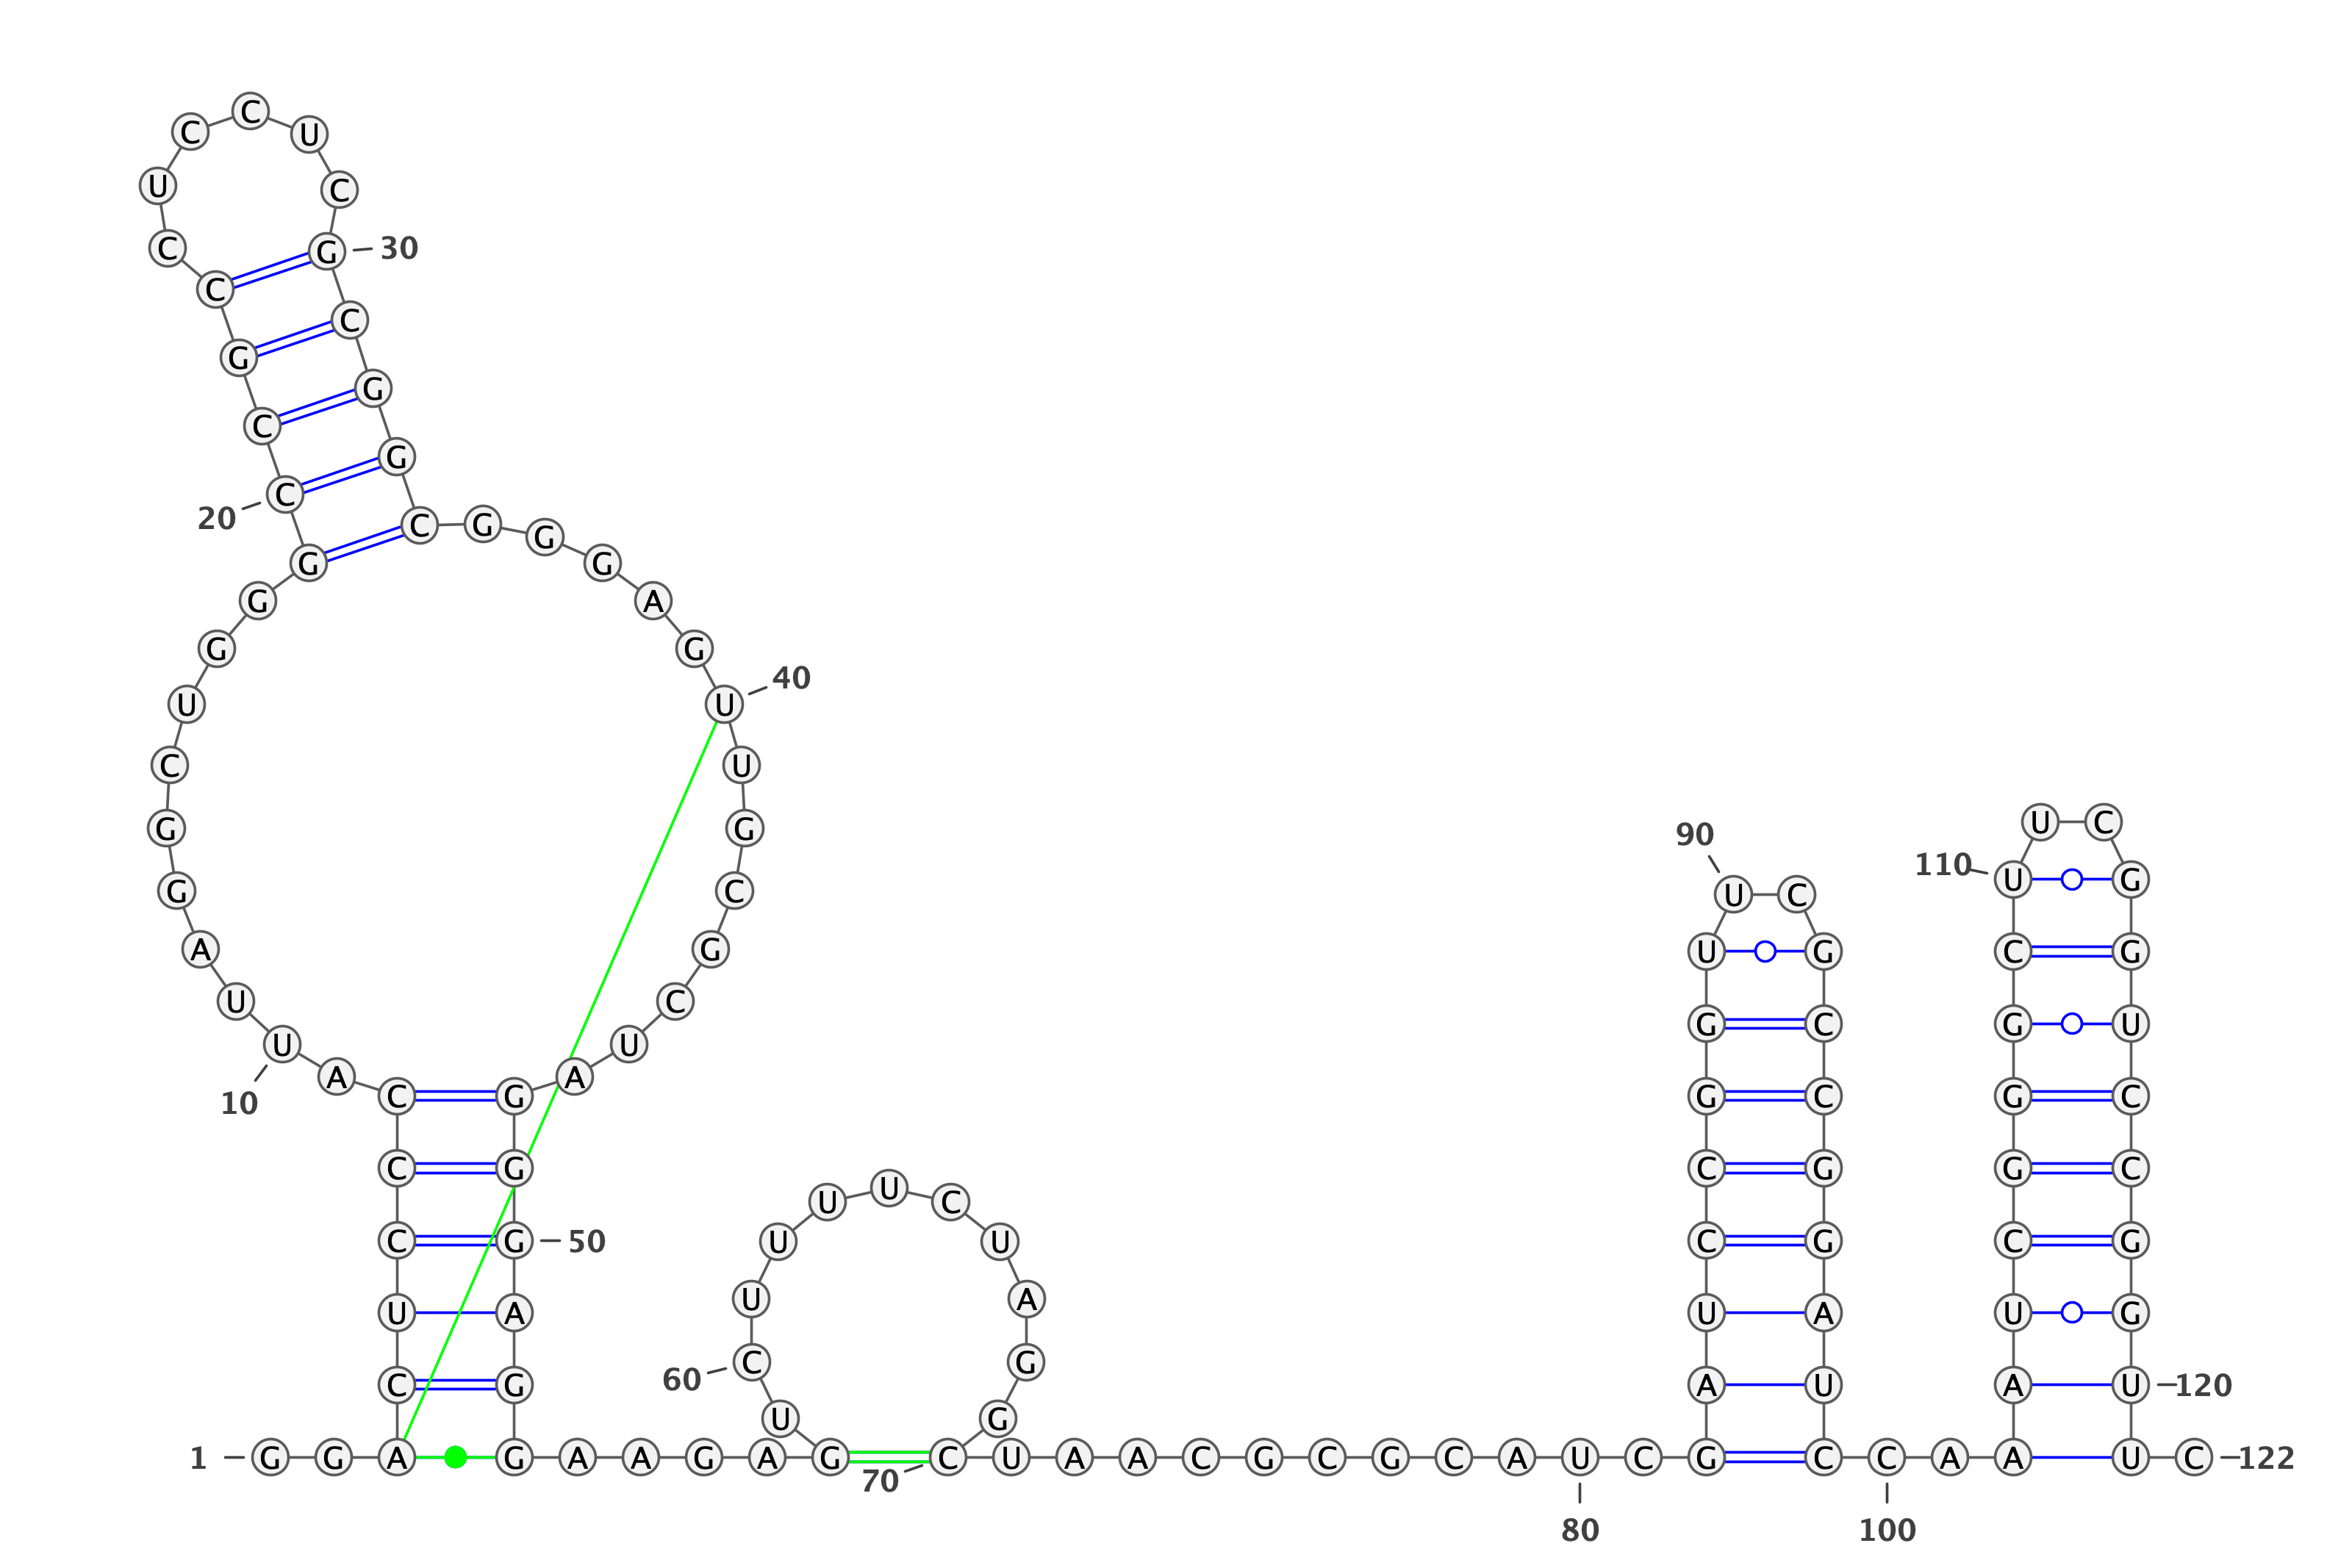 C
C U
U C
C G 30
C
C
G
G
C
G
C
20 C G
G
G G
G A
G G
40
U U
C U
U C
G G
90
110 U G
G C U C
A G U G C G
U C
G C G U
U U
A A
C G G C G C
10
C G C G G C
U U C
C G 50 U U C G C G
U A
U A U A U G
60 C G
C G A U A U 120
U G
1 G G A G A A G A G C U A A C G C G C A U C G C C A A A U C 122
70
80 100